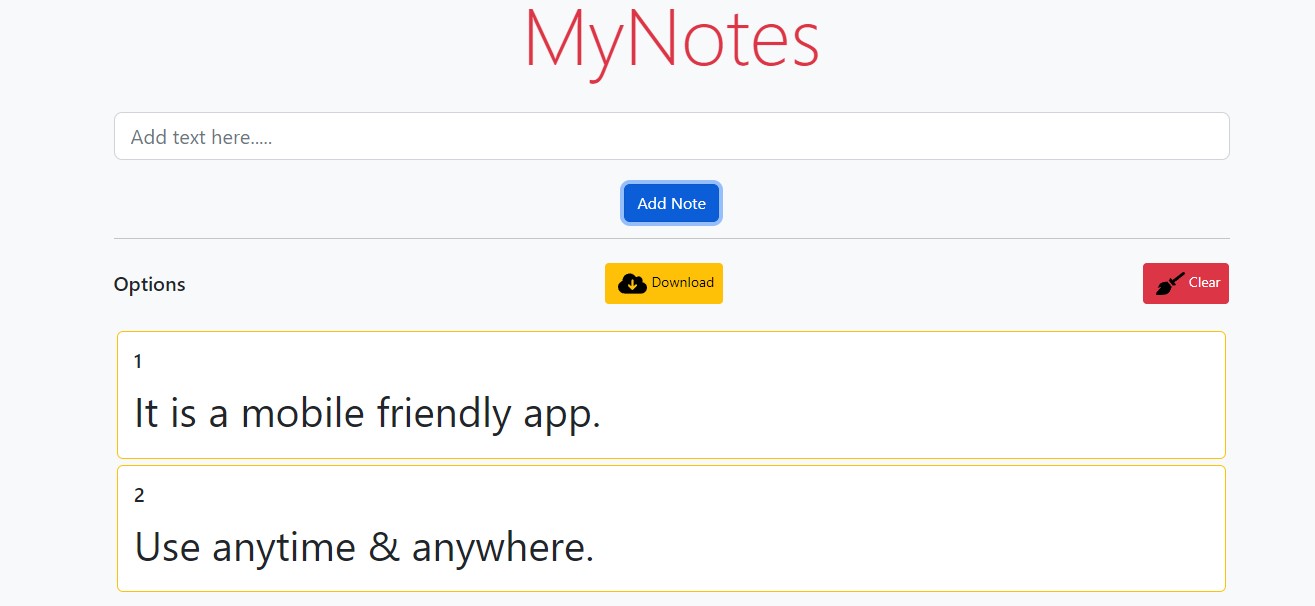 MyNotes
Add text here.....
Add Note
Options
Download
Clear
1
It is a mobile friendly app.
2
Use anytime & anywhere.